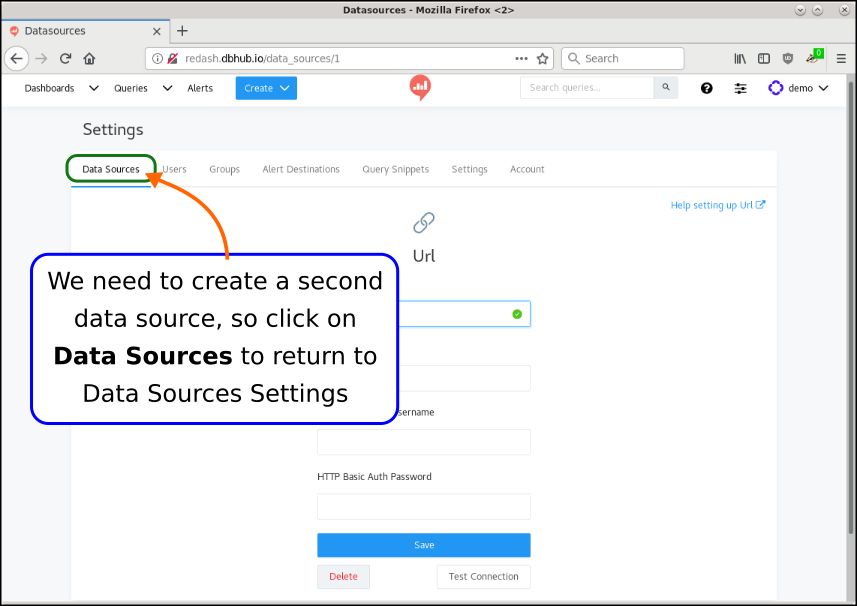 Datasources - Mozilla Firefox <2>
Datasources
redash.dbhub.io/data_sources/1
Search
0
Dashboards Queries Alerts Create Search queries... demo
Settings
Data Sources Users Groups Alert Destinations Query Snippets Settings Account
Help setting up Url
Url
We need to create a second
data source, so click on
Data Sources to return to
Data Sources Settings
HTTP Basic Auth Password
Save
Delete Test Connection